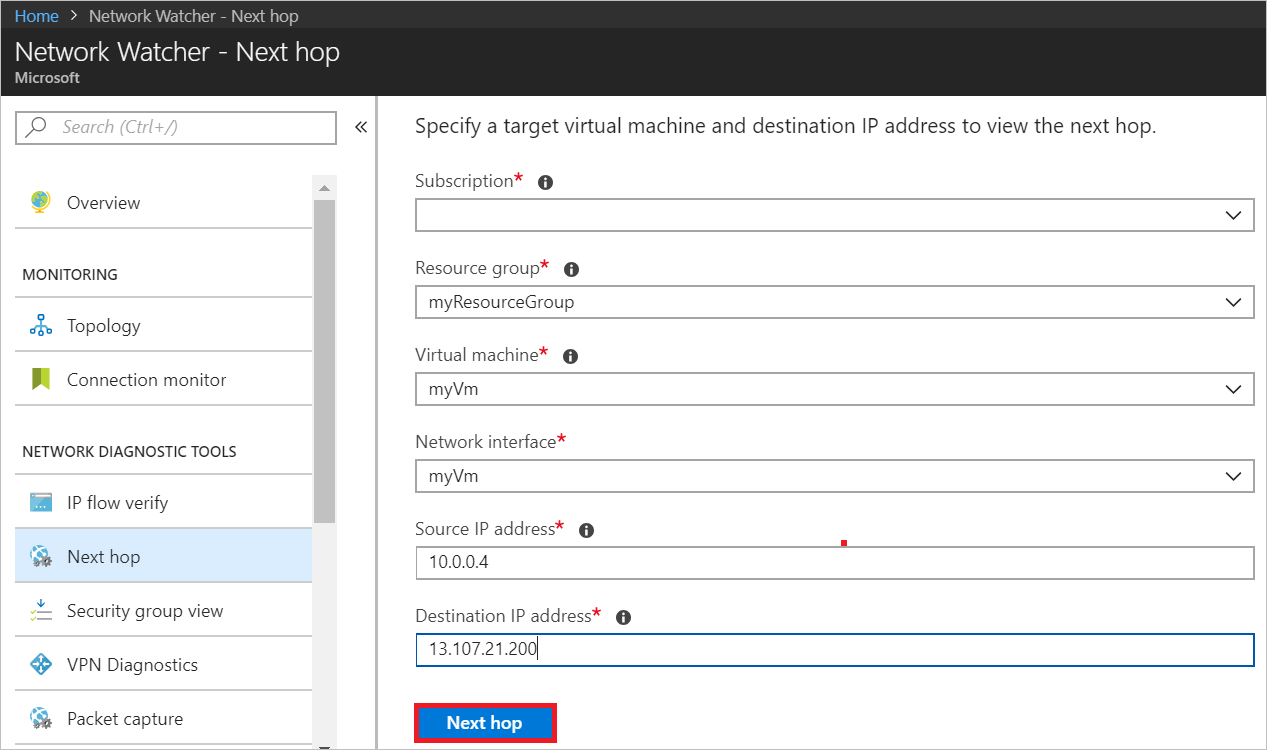 Home > Network Watcher - Next hop
Network Watcher - Next hop
Microsoft
Search (Ctrl+/)
«
Overview
MONITORING
Topology
Connection monitor
NETWORK DIAGNOSTIC TOOLS
IP flow verify
Next hop
Security group view
VPN Diagnostics
Packet capture
Specify a target virtual machine and destination IP address to view the next hop.
Subscription*
Resource group*
myResourceGroup
Virtual machine*
myVm
Network interface*
myVm
Source IP address*
10.0.0.4
Destination IP address*
13.107.21.200
Next hop